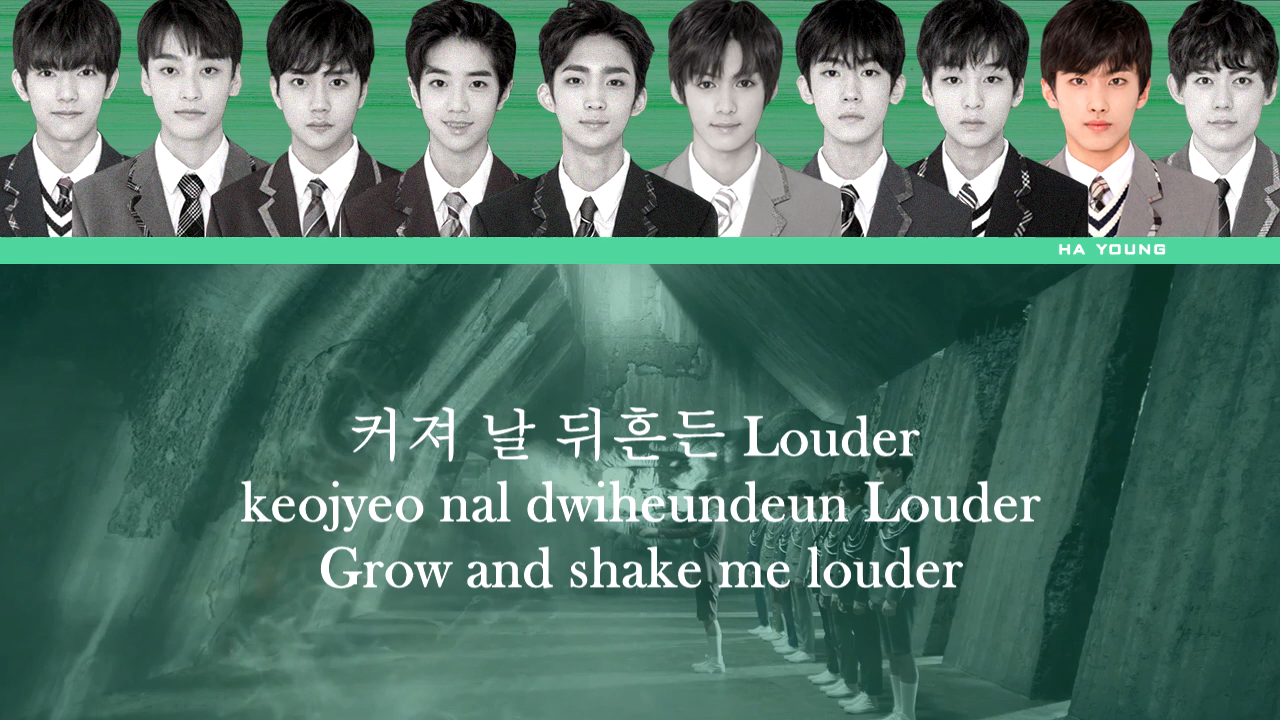 HA YOUNG
커져 날 뒤흔든 Louder
keojyeo nal dwiheundeun Louder
Grow and shake me louder